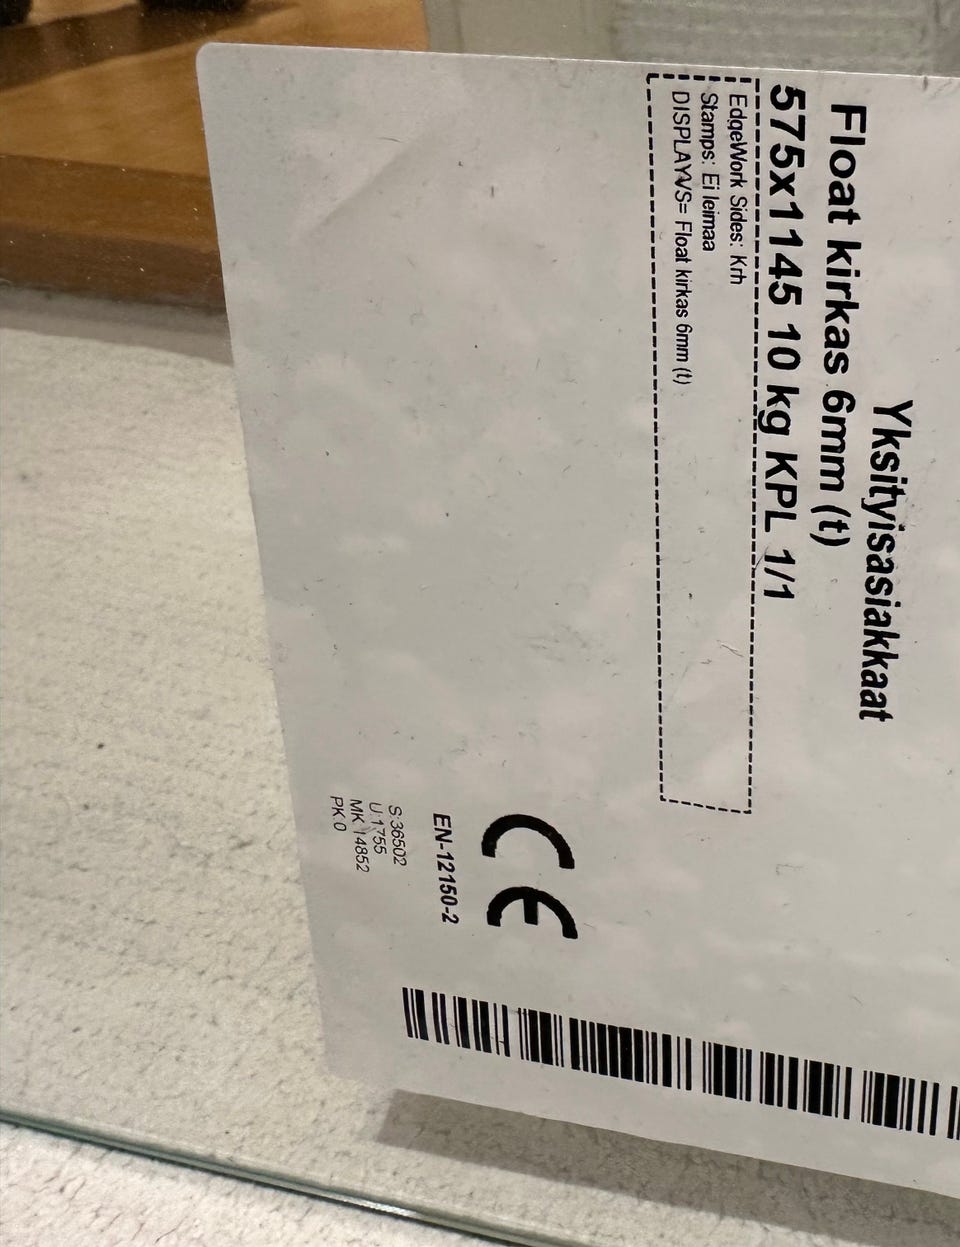 Yksityisasiakkaat
Float kirkas 6mm (t)
575x1145 10 kg KPL 1/1
EdgeWork Sides: Krh
Stamps: Ei leimaa
DISPLAYVS= Float kirkas 6mm (t)
CE
EN-12150-2
S:36502
U:1755
MK 14852
PK:0